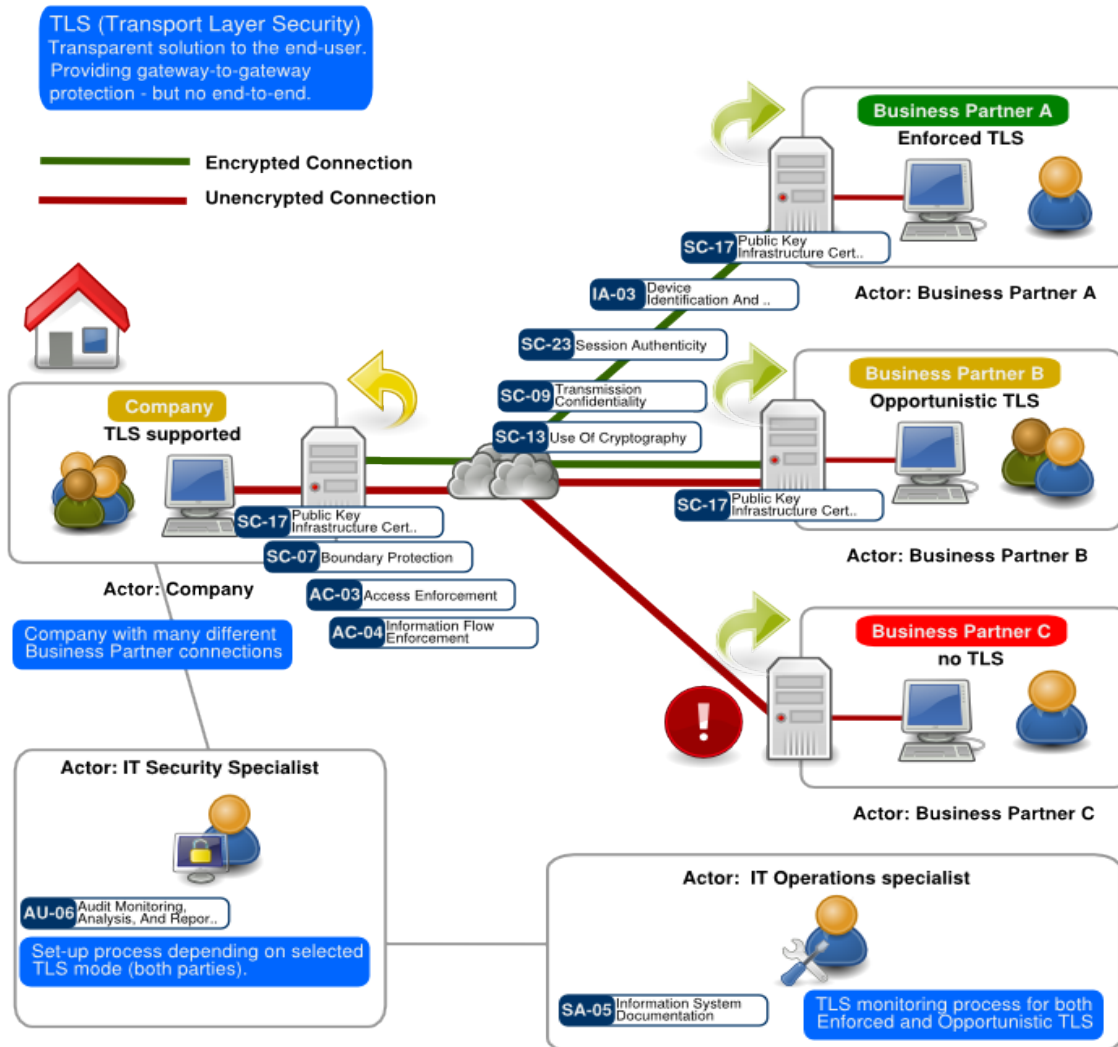 TLS (Transport Layer Security)
Transparent solution to the end-user.
Providing gateway-to-gateway
protection - but no end-to-end.
Encrypted Connection
Unencrypted Connection
Business Partner A
Enforced TLS
SC-17 Public Key
Infrastructure Cert..
IA-03 Device
Identification And ..
Actor: Business Partner A
SC-23 Session Authenticity
SC-09 Transmission
Confidentiality
SC-13 Use Of Cryptography
Business Partner B
Opportunistic TLS
SC-17 Public Key
Infrastructure Cert..
Actor: Business Partner B
Company
TLS supported
SC-17 Public Key
Infrastructure Cert..
SC-07 Boundary Protection
AC-03 Access Enforcement
AC-04 Information Flow
Enforcement
Actor: Company
Company with many different
Business Partner connections
Business Partner C
no TLS
!
Actor: Business Partner C
Actor: IT Security Specialist
AU-06 Audit Monitoring,
Analysis, And Repor..
Set-up process depending on selected
TLS mode (both parties).
Actor: IT Operations specialist
SA-05 Information System
Documentation
TLS monitoring process for both
Enforced and Opportunistic TLS